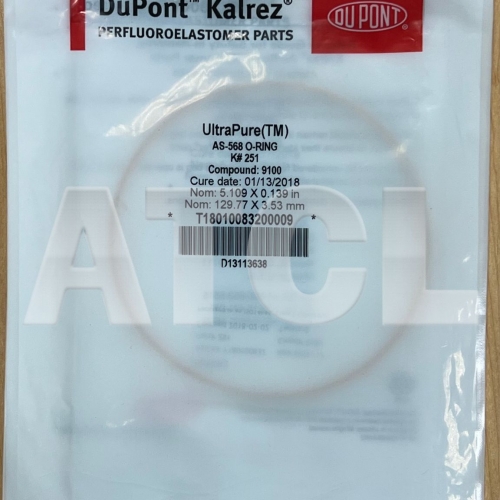 DuPont™ Kalrez®
PERFLUOROELASTOMER PARTS
DU PONT
UltraPure(TM)
AS-568 O-RING
K# 251
Compound: 9100
Cure date: 01/13/2018
Nom: 5.109 X 0.139 in
Nom: 129.77 X 3.53 mm
* T18010083200009 *
D13113638
ATCL